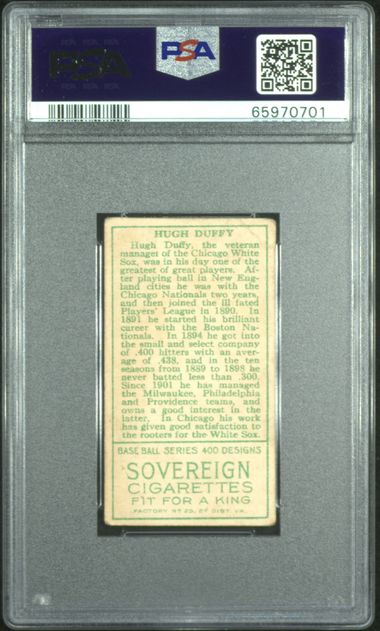 PSA
PSA
65970701
HUGH DUFFY
Hugh Duffy, the veteran
manager of the Chicago White
Sox, was in his day one of the
greatest of great players. Af-
ter playing ball in New Eng-
land cities he was with the
Chicago Nationals two years,
and then joined the ill fated
Players' League in 1890. In
1891 he started his brilliant
career with the Boston Na-
tionals. In 1894 he got into
the small and select company
of .400 hitters with an aver-
age of .438, and in the ten
seasons from 1889 to 1898 he
never batted less than .300.
Since 1901 he has managed
the Milwaukee, Philadelphia
and Providence teams, and
owns a good interest in the
latter. In Chicago his work
has given good satisfaction to
the rooters for the White Sox.
BASE BALL SERIES 400 DESIGNS
SOVEREIGN
CIGARETTES
FIT FOR A KING
FACTORY No 25, 2D DIST. VA.